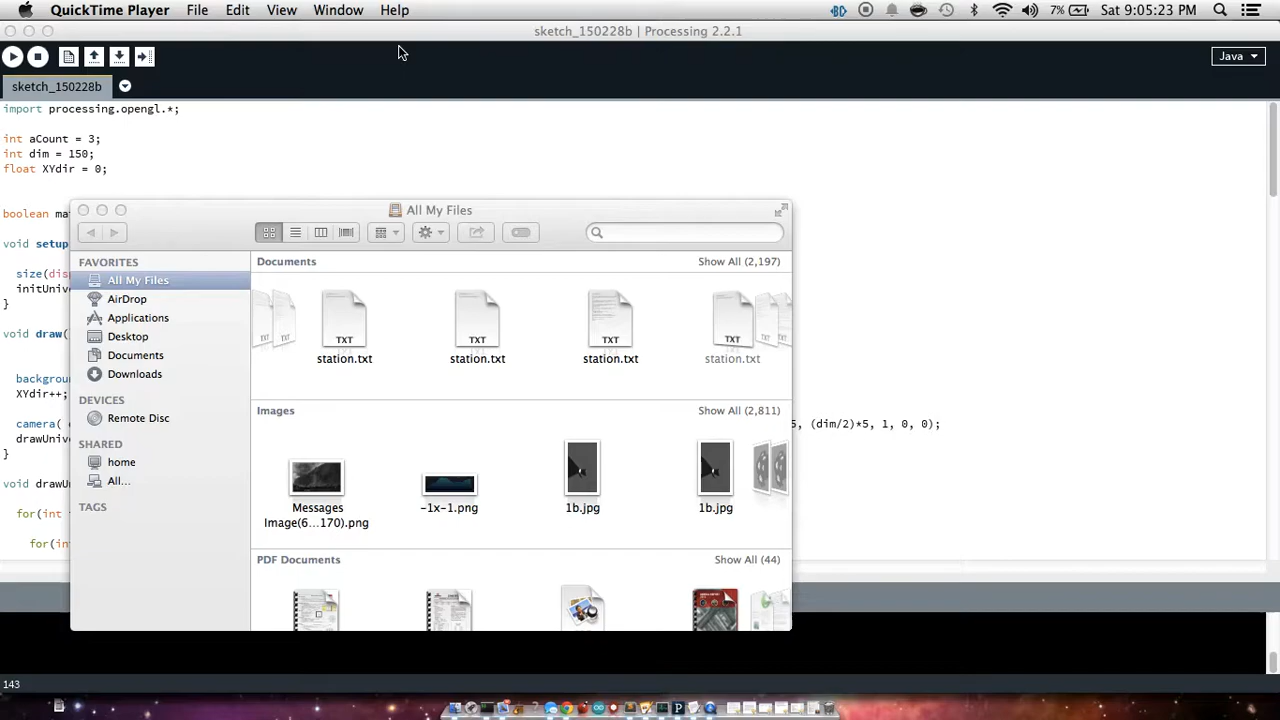 QuickTime Player File Edit View Window Help 7% Sat 9:05:23 PM
sketch_150228b | Processing 2.2.1
Java
sketch_150228b
import processing.opengl.*;
int aCount = 3;
int dim = 150;
float XYdir = 0;
boolean ma
void setup
size(dis
initUniv
}
void draw(
backgroun
XYdir++;
camera( 5, (dim/2)*5, 1, 0, 0);
drawUniv
}
void drawU
for(int
for(in
All My Files
FAVORITES
All My Files
AirDrop
Applications
Desktop
Documents
Downloads
DEVICES
Remote Disc
SHARED
home
All...
TAGS
Documents Show All (2,197)
TXT TXT TXT TXT
station.txt station.txt station.txt station.txt
Images Show All (2,811)
Messages Image(6...170).png -1x-1.png 1b.jpg 1b.jpg
PDF Documents Show All (44)
143